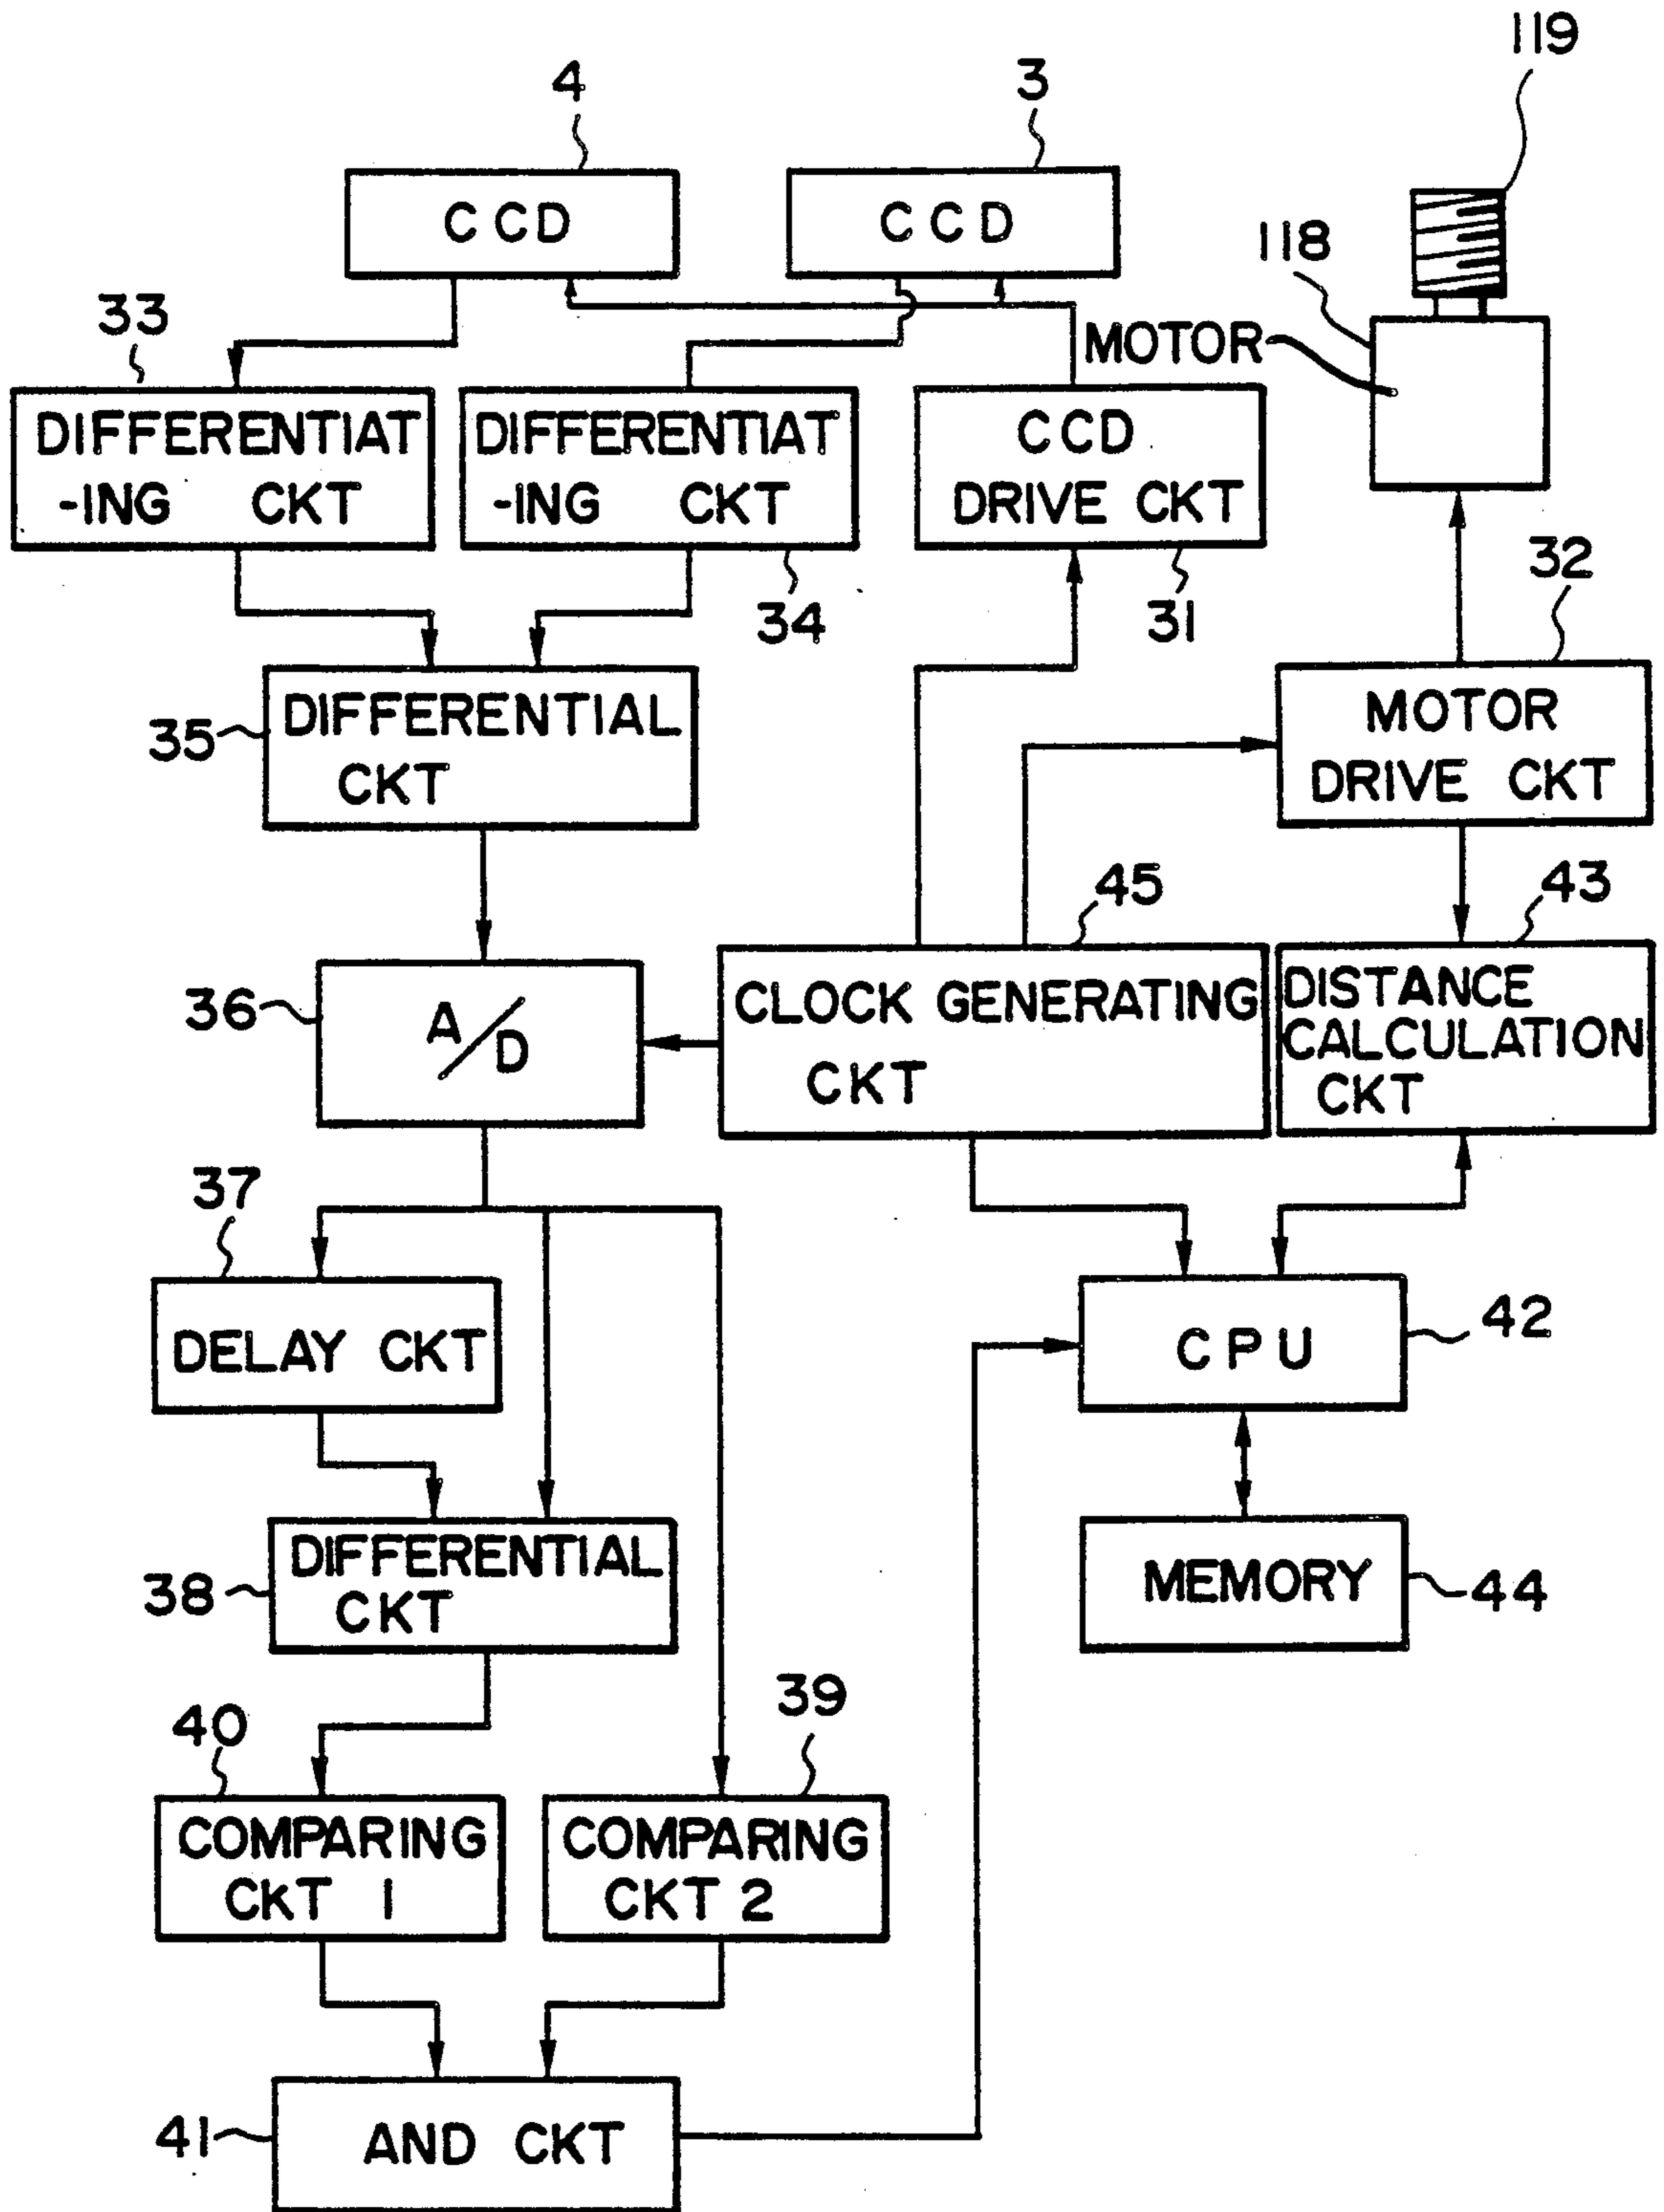 119
4
3
CCD
CCD
118
33
MOTOR
DIFFERENTIAT
-ING CKT
DIFFERENTIAT
-ING CKT
CCD
DRIVE CKT
34
31
32
35
DIFFERENTIAL
CKT
MOTOR
DRIVE CKT
45
43
36
A/D
CLOCK GENERATING
CKT
DISTANCE
CALCULATION
CKT
37
DELAY CKT
CPU
42
38
DIFFERENTIAL
CKT
MEMORY
44
40
39
COMPARING
CKT 1
COMPARING
CKT 2
41
AND CKT